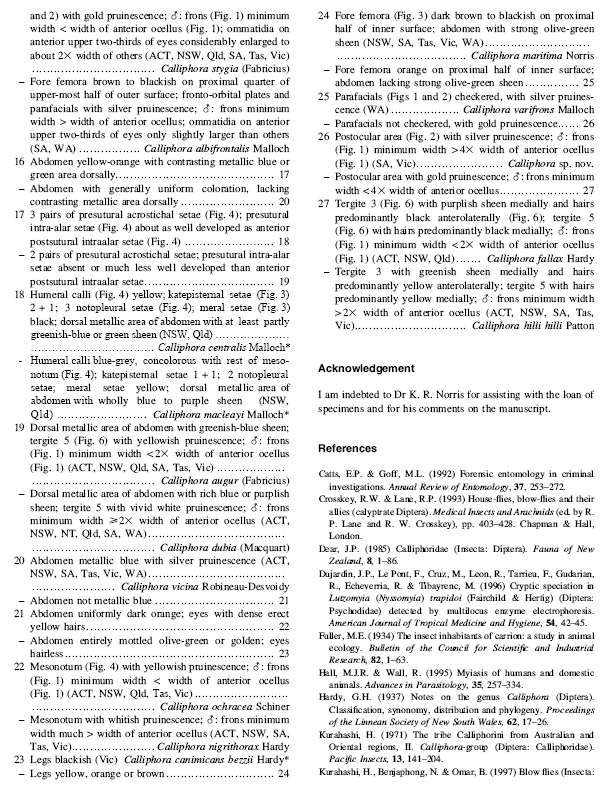 and 2) with gold pruinescence; ♂: frons (Fig. 1) minimum
width < width of anterior ocellus (Fig. 1); ommatidia on
anterior upper two-thirds of eyes considerably enlarged to
about 2× width of others (ACT, NSW, Qld, SA, Tas, Vic)
................................ Calliphora stygia (Fabricius)
– Fore femora brown to blackish on proximal quarter of
upper-most half of outer surface; fronto-orbital plates and
parafacials with silver pruinescence; ♂: frons minimum
width > width of anterior ocellus; ommatidia on anterior
upper two-thirds of eyes only slightly larger than others
(SA, WA) .................. Calliphora albifrontalis Malloch
16 Abdomen yellow-orange with contrasting metallic blue or
green area dorsally............................................. 17
– Abdomen with generally uniform coloration, lacking
contrasting metallic area dorsally ......................... 20
17 3 pairs of presutural acrostichal setae (Fig. 4); presutural
intra-alar setae (Fig. 4) about as well developed as anterior
postsutural intraalar setae (Fig. 4) ......................... 18
– 2 pairs of presutural acrostichal setae; presutural intra-alar
setae absent or much less well developed than anterior
postsutural intraalar setae..................................... 19
18 Humeral calli (Fig. 4) yellow; katepisternal setae (Fig. 3)
2 + 1; 3 notopleural setae (Fig. 4); meral setae (Fig. 3)
black; dorsal metallic area of abdomen with at least partly
greenish-blue or green sheen (NSW, Qld) ....................
................................ Calliphora centralis Malloch*
- Humeral calli blue-grey, concolorous with rest of meso-
notum (Fig. 4); katepisternal setae 1 + 1; 2 notopleural
setae; meral setae yellow; dorsal metallic area of
abdomen with wholly blue to purple sheen (NSW,
Qld) ........................ Calliphora macleayi Malloch*
19 Dorsal metallic area of abdomen with greenish-blue sheen;
tergite 5 (Fig. 6) with yellowish pruinescence; ♂: frons
(Fig. 1) minimum width <2× width of anterior ocellus
(Fig. 1) (ACT, NSW, Qld, SA, Tas, Vic) ..................
................................ Calliphora augur (Fabricius)
– Dorsal metallic area of abdomen with rich blue or purplish
sheen; tergite 5 with vivid white pruinescence; ♂: frons
minimum width ⩾2× width of anterior ocellus (ACT,
NSW, NT, Qld, SA, WA)....................................
................................ Calliphora dubia (Macquart)
20 Abdomen metallic blue with silver pruinescence (ACT,
NSW, SA, Tas, Vic, WA)....................................
........................ Calliphora vicina Robineau-Desvoidy
– Abdomen not metallic blue ................................. 21
21 Abdomen uniformly dark orange; eyes with dense erect
yellow hairs...................................................... 22
– Abdomen entirely mottled olive-green or golden; eyes
hairless ........................................................... 23
22 Mesonotum (Fig. 4) with yellowish pruinescence; ♂: frons
(Fig. 1) minimum width < width of anterior ocellus
(Fig. 1) (ACT, NSW, Qld, Tas, Vic) ........................
................................ Calliphora ochracea Schiner
– Mesonotum with whitish pruinescence; ♂: frons minimum
width much > width of anterior ocellus (ACT, NSW, SA,
Tas, Vic)...................... Calliphora nigrithorax Hardy
23 Legs blackish (Vic) Calliphora canimicans bezzii Hardy*
– Legs yellow, orange or brown.............................. 24
24 Fore femora (Fig. 3) dark brown to blackish on proximal
half of inner surface; abdomen with strong olive-green
sheen (NSW, SA, Tas, Vic, WA)............................
................................ Calliphora maritima Norris
– Fore femora orange on proximal half of inner surface;
abdomen lacking strong olive-green sheen............... 25
25 Parafacials (Figs 1 and 2) checkered, with silver pruines-
cence (WA) .................. Calliphora varifrons Malloch
– Parafacials not checkered, with gold pruinescence...... 26
26 Postocular area (Fig. 2) with silver pruinescence; ♂: frons
(Fig. 1) minimum width >4× width of anterior ocellus
(Fig. 1) (SA, Vic)........................ Calliphora sp. nov.
– Postocular area with gold pruinescence; ♂: frons minimum
width <4× width of anterior ocellus....................... 27
27 Tergite 3 (Fig. 6) with purplish sheen medially and hairs
predominantly black anterolaterally (Fig. 6); tergite 5
(Fig. 6) with hairs predominantly black medially; ♂: frons
(Fig. 1) minimum width <2× width of anterior ocellus
(Fig. 1) (ACT, NSW, Qld)....... Calliphora fallax Hardy
– Tergite 3 with greenish sheen medially and hairs
predominantly yellow anterolaterally; tergite 5 with hairs
predominantly yellow medially; ♂: frons minimum width
>2× width of anterior ocellus (ACT, NSW, SA, Tas,
Vic)............................ Calliphora hilli hilli Patton
Acknowledgement
I am indebted to Dr K. R. Norris for assisting with the loan of
specimens and for his comments on the manuscript.
References
Catts, E.P. & Goff, M.L. (1992) Forensic entomology in criminal
investigations. Annual Review of Entomology, 37, 253–272.
Crosskey, R.W. & Lane, R.P. (1993) House-flies, blow-flies and their
allies (calyptrate Diptera). Medical Insects and Arachnids (ed. by R.
P. Lane and R. W. Crosskey), pp. 403–428. Chapman & Hall,
London.
Dear, J.P. (1985) Calliphoridae (Insecta: Diptera). Fauna of New
Zealand, 8, 1–86.
Dujardin, J.P., Le Pont, F., Cruz, M., Leon, R., Tarrieu, F., Gudarian,
R., Echeverria, R. & Tibayrenc, M. (1996) Cryptic speciation in
Lutzomyia (Nyssomyia) trapidoi (Fairchild & Hertig) (Diptera:
Psychodidae) detected by multilocus enzyme electrophoresis.
American Journal of Tropical Medicine and Hygiene, 54, 42–45.
Fuller, M.E. (1934) The insect inhabitants of carrion: a study in animal
ecology. Bulletin of the Council for Scientific and Industrial
Research, 82, 1–63.
Hall, M.J.R. & Wall, R. (1995) Myiasis of humans and domestic
animals. Advances in Parasitology, 35, 257–334.
Hardy, G.H. (1937) Notes on the genus Calliphora (Diptera).
Classification, synonomy, distribution and phylogeny. Proceedings
of the Linnean Society of New South Wales, 62, 17–26.
Kurahashi, H. (1971) The tribe Calliphorini from Australian and
Oriental regions, II. Calliphora-group (Diptera: Calliphoridae).
Pacific Insects, 13, 141–204.
Kurahashi, H., Benjaphong, N. & Omar, B. (1997) Blow flies (Insecta: